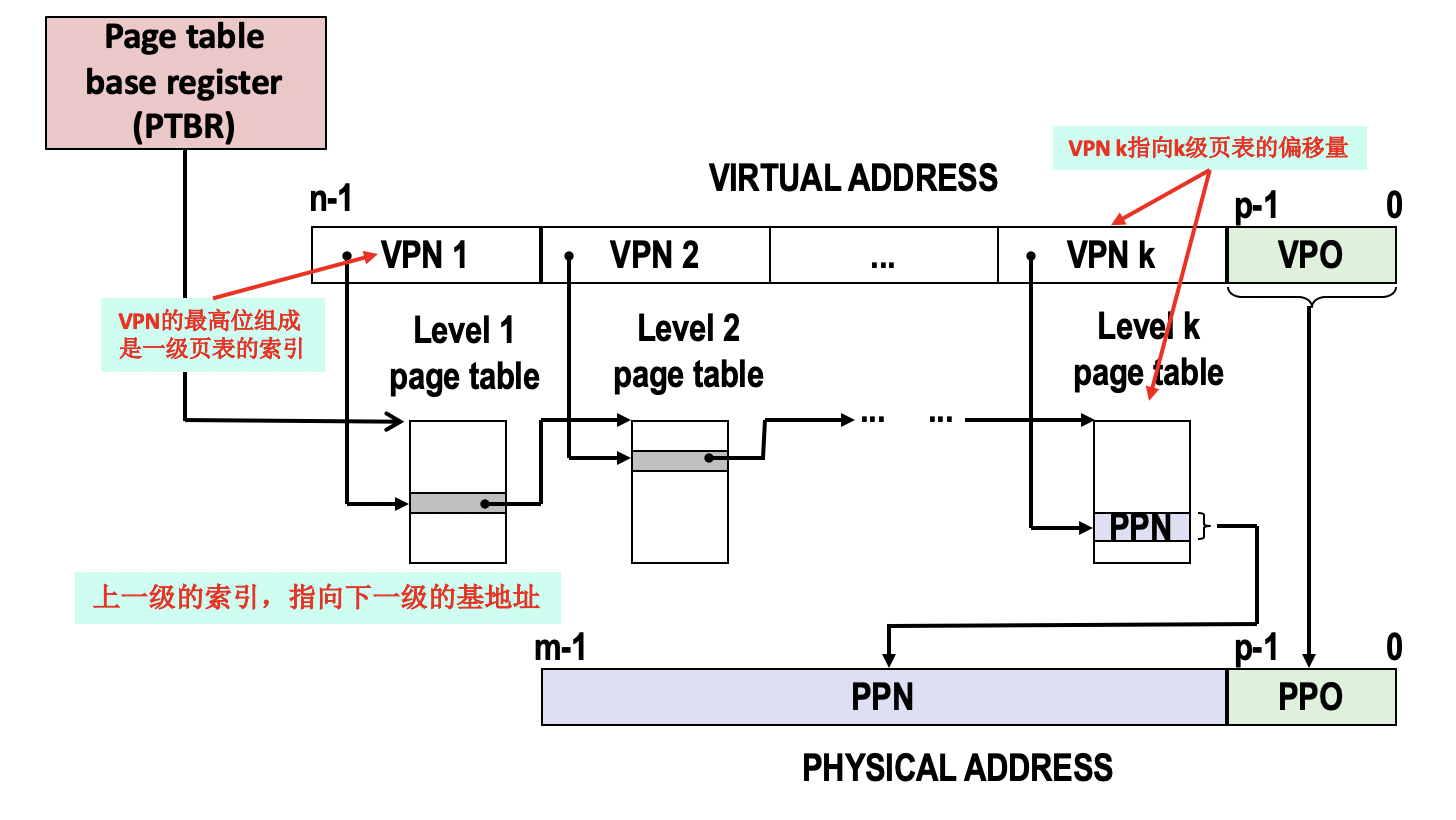 Page table
base register
(PTBR)
VPN k指向k级页表的偏移量
VIRTUAL ADDRESS
n-1
p-1
0
VPN 1
VPN 2
...
VPN k
VPO
VPN的最高位组成
是一级页表的索引
Level 1
page table
Level 2
page table
Level k
page table
...
...
PPN
上一级的索引，指向下一级的基地址
m-1
p-1
0
PPN
PPO
PHYSICAL ADDRESS